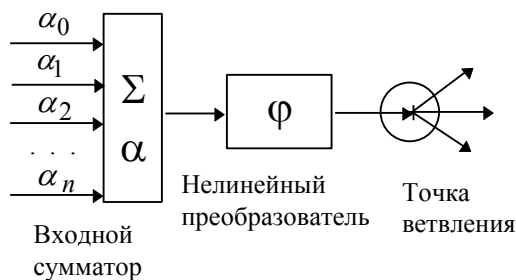 α₀
α₁
α₂
. . .
αₙ
Σ
α
φ
Входной
сумматор
Нелинейный
преобразователь
Точка
ветвления